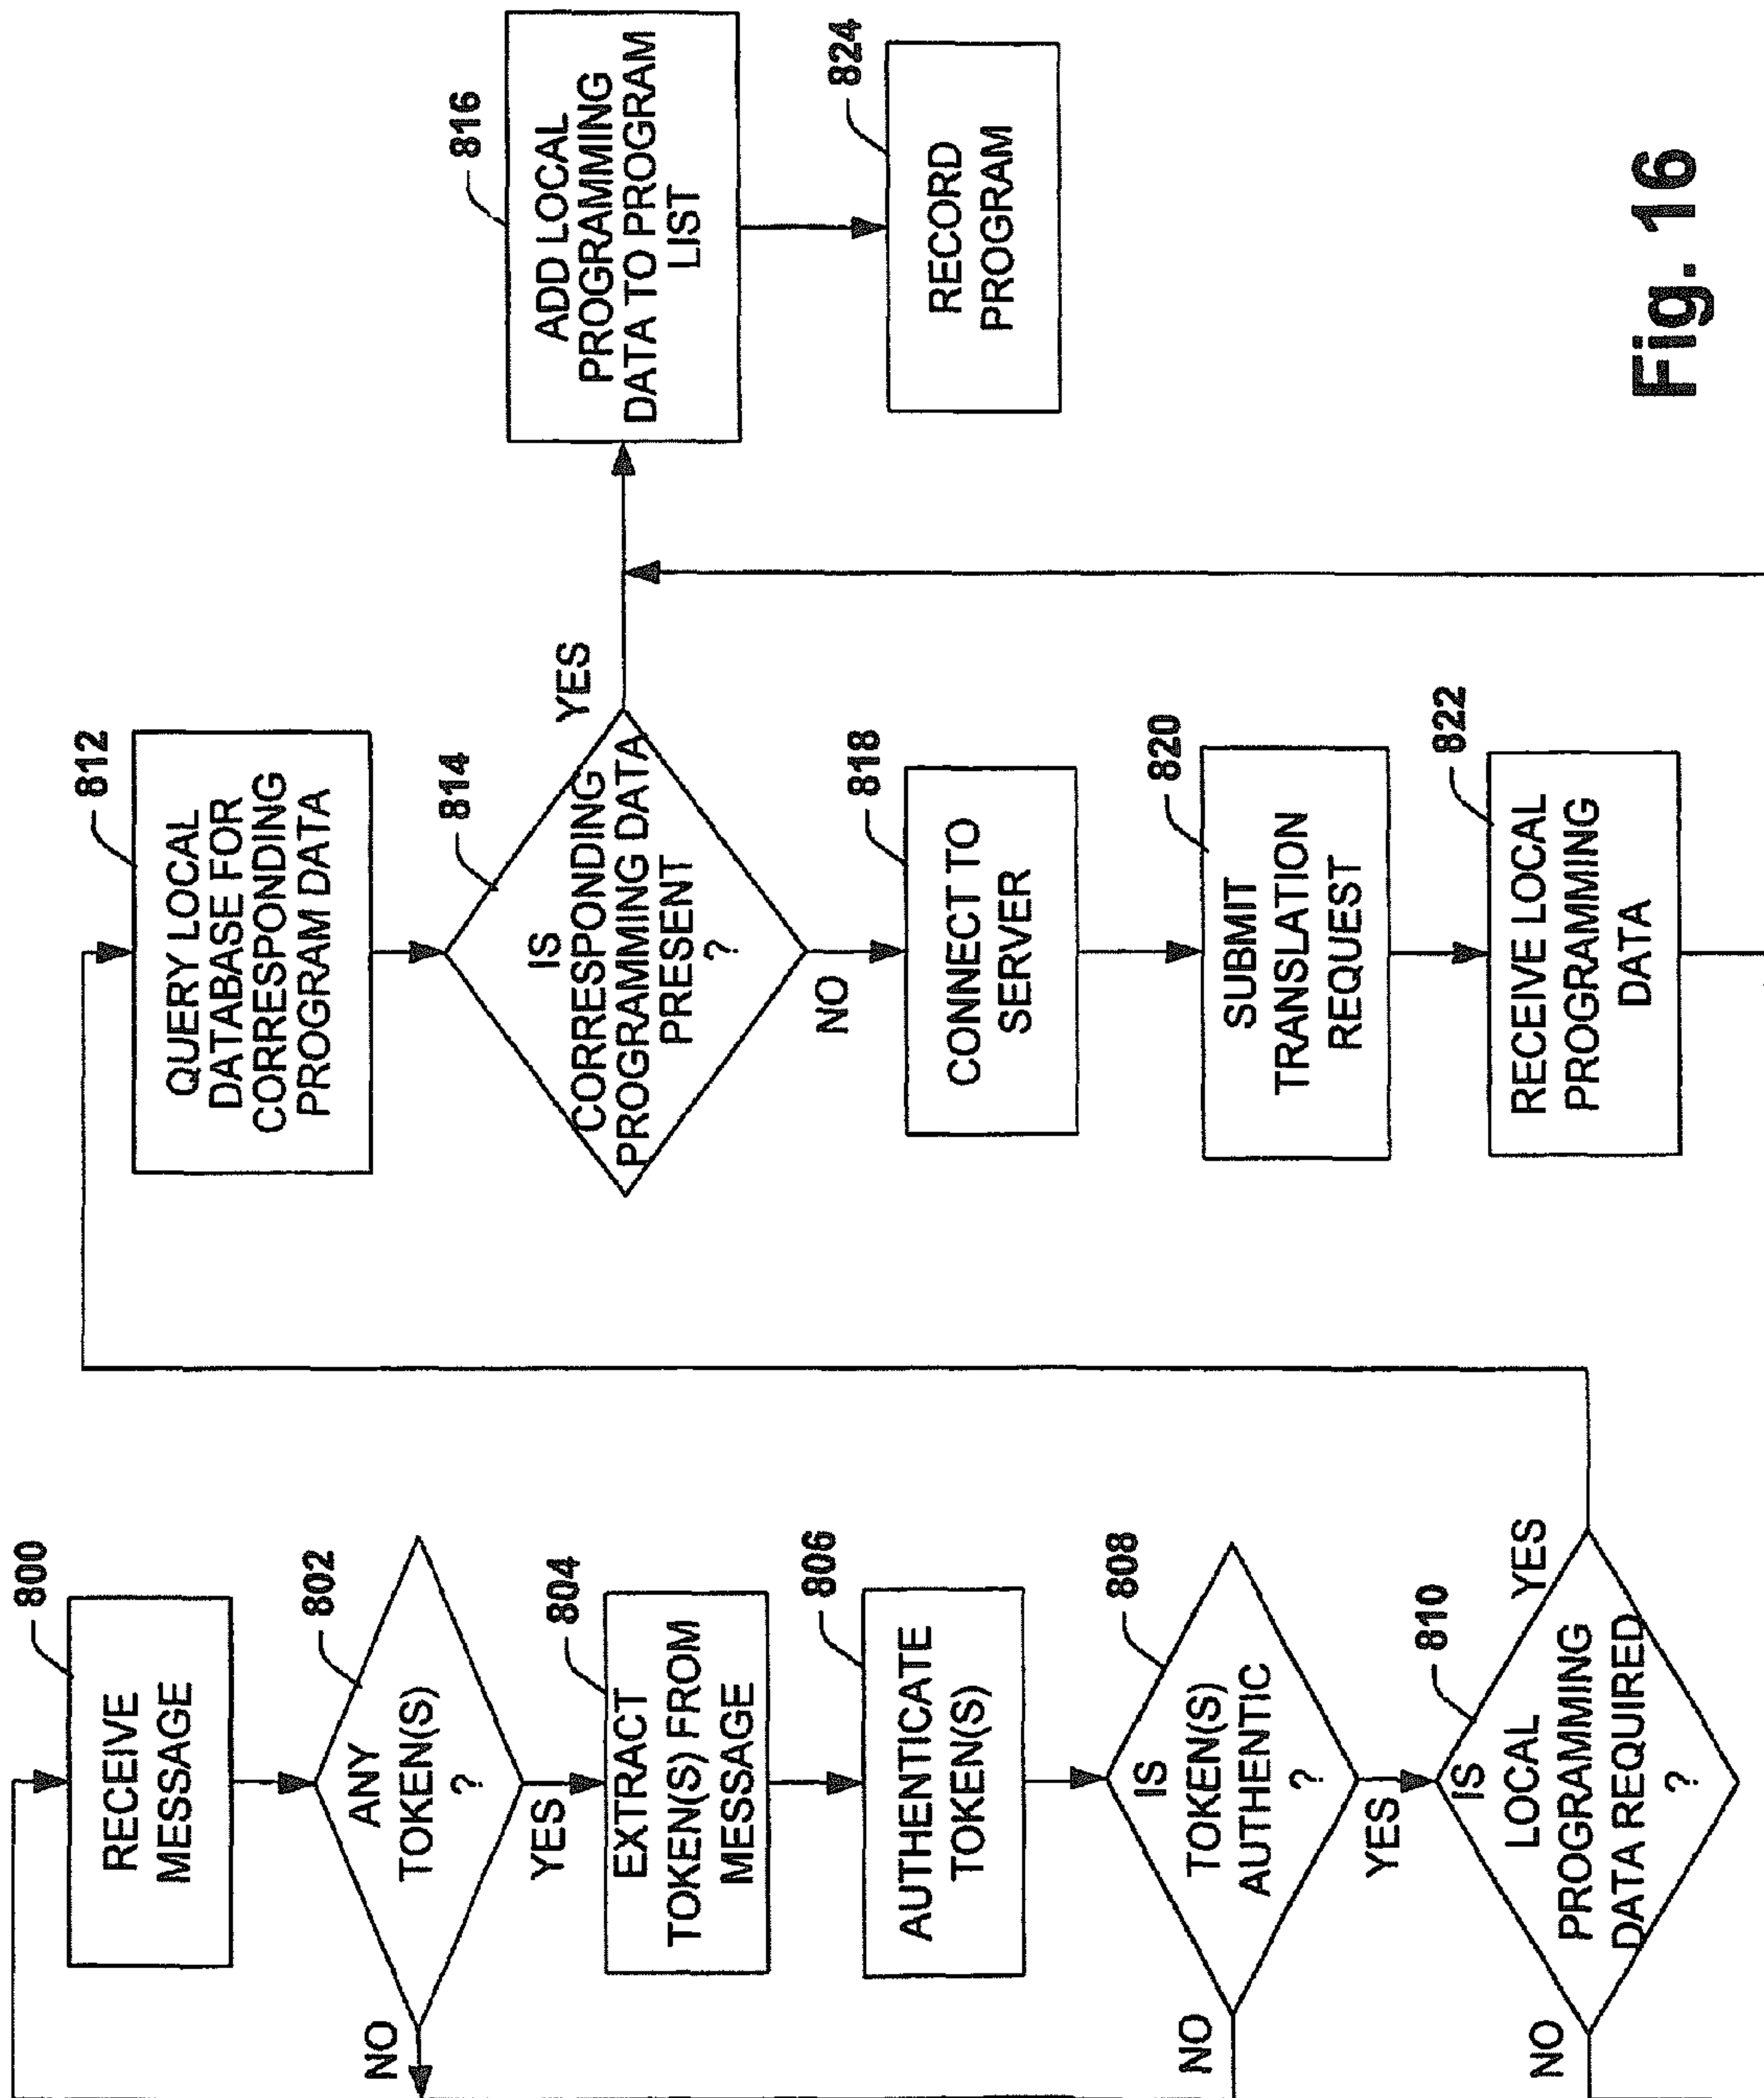 800
RECEIVE
MESSAGE
802
ANY
TOKEN(S)
?
NO
YES
804
EXTRACT
TOKEN(S) FROM
MESSAGE
806
AUTHENTICATE
TOKEN(S)
808
IS
TOKEN(S)
AUTHENTIC
?
NO
YES
810
IS
LOCAL
PROGRAMMING
DATA REQUIRED
?
NO
YES
812
QUERY LOCAL
DATABASE FOR
CORRESPONDING
PROGRAM DATA
814
IS
CORRESPONDING
PROGRAMMING DATA
PRESENT
?
YES
NO
818
CONNECT TO
SERVER
820
SUBMIT
TRANSLATION
REQUEST
822
RECEIVE LOCAL
PROGRAMMING
DATA
816
ADD LOCAL
PROGRAMMING
DATA TO PROGRAM
LIST
824
RECORD
PROGRAM
Fig. 16